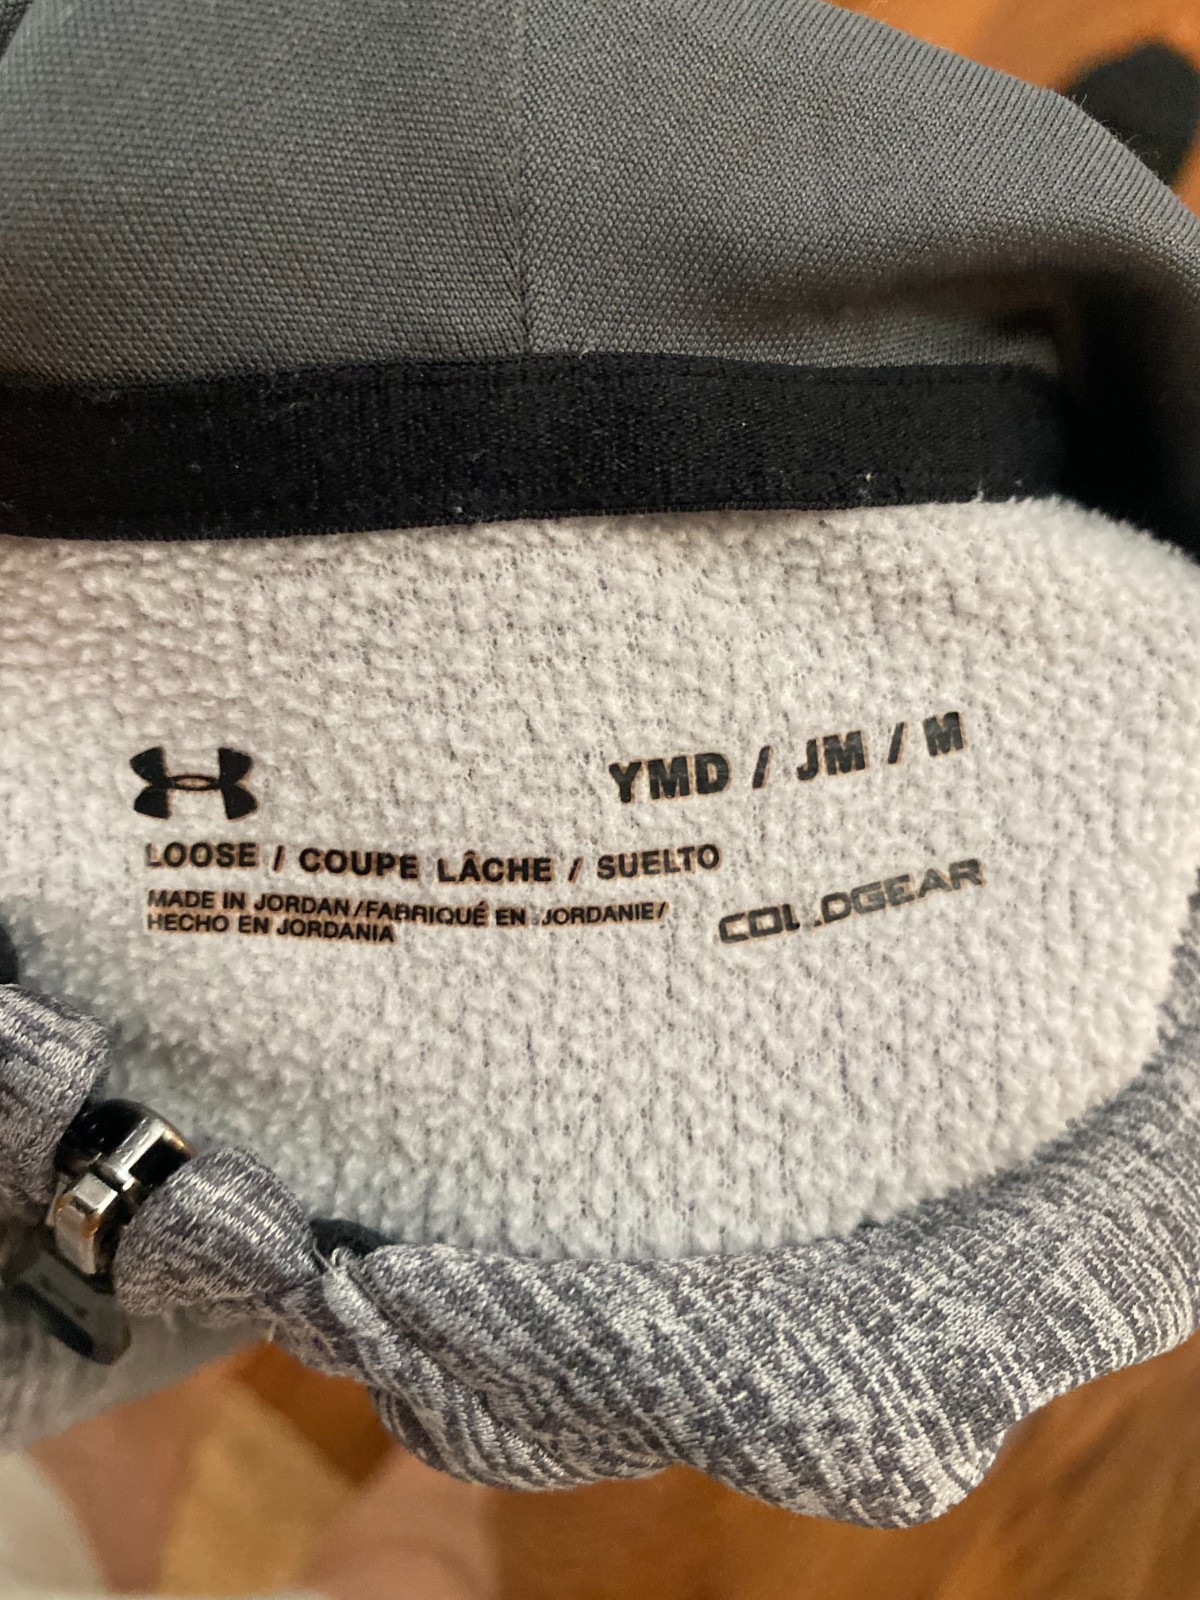 YMD / JM / M
LOOSE / COUPE LÂCHE / SUELTO
MADE IN JORDAN/FABRIQUÉ EN JORDANIE/
HECHO EN JORDANIA
COLDGEAR